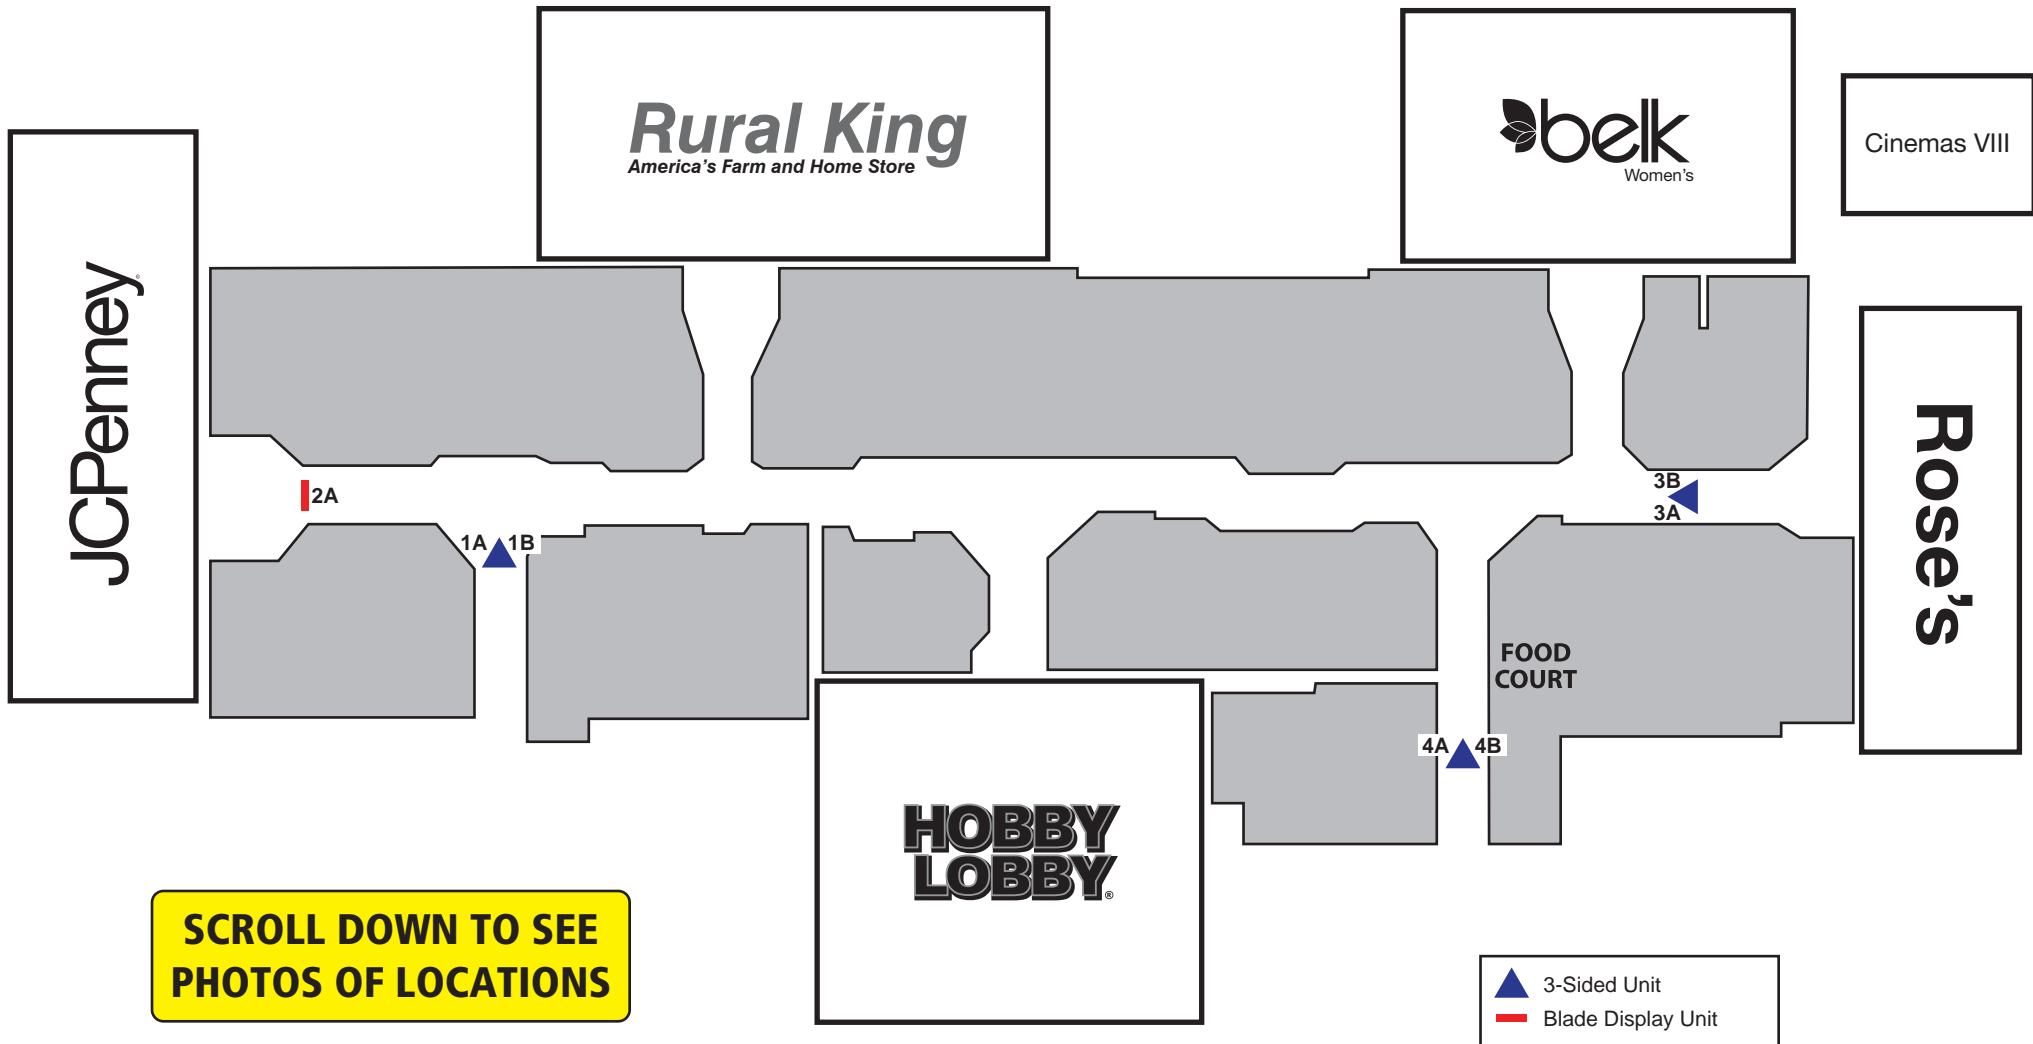 Rural King
America's Farm and Home Store
belk
Women's
Cinemas VIII
JCPenney®
Rose's
2A
1A 1B
3B
3A
FOOD
COURT
4A 4B
HOBBY
LOBBY®
SCROLL DOWN TO SEE
PHOTOS OF LOCATIONS
3-Sided Unit
Blade Display Unit